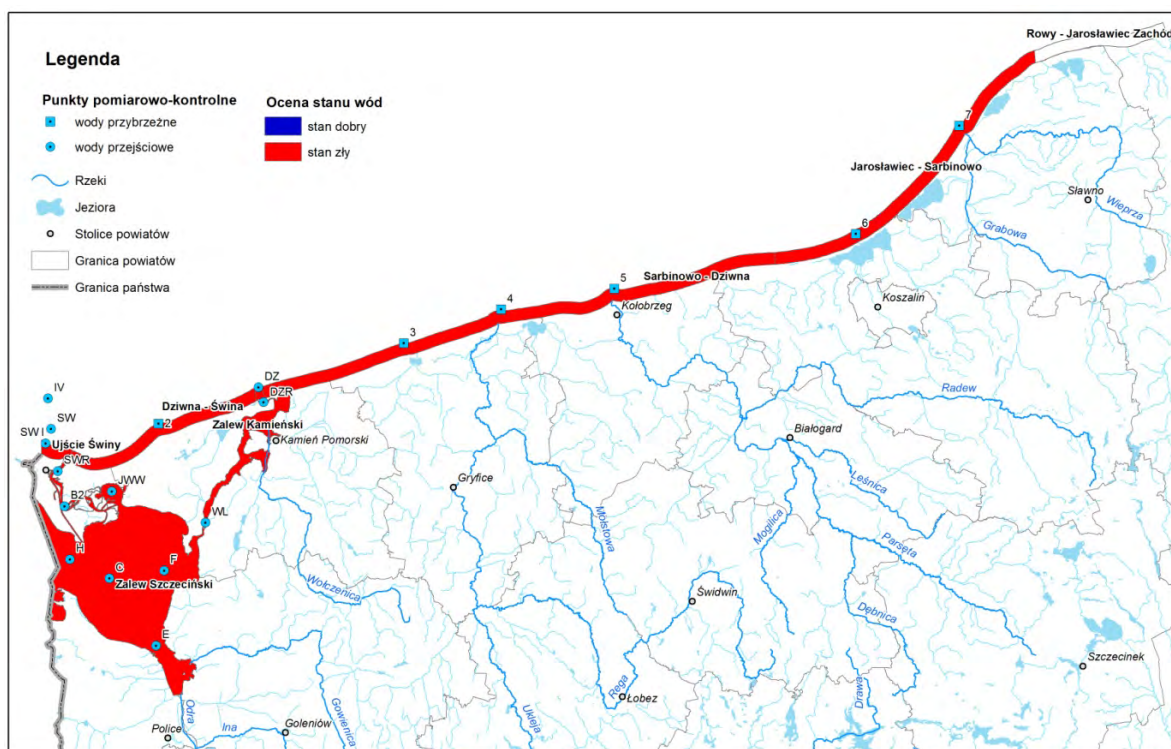 Legenda
Punkty pomiarowo-kontrolne
wody przybrzeżne
wody przejściowe
Rzeki
Jeziora
Stolice powiatów
Granica powiatów
Granica państwa
Ocena stanu wód
stan dobry
stan zły
Rowy - Jarosławiec Zachód
7
Jarosławiec - Sarbinowo
Sławno
Wieprza
Grabowa
6
Sarbinowo - Dziwna
5
Kołobrzeg
Koszalin
4
3
DZ
DZR
IV
Dziwna - Świna
2
SW
SW I
Ujście Świny
Zalew Kamieński
Kamień Pomorski
SWR
JWW
B2
WL
H
C
F
Zalew Szczeciński
E
Radew
Białogard
Leśnica
Gryfice
Mołstowa
Mogilica
Parsęta
Wołczenica
Świdwin
Dębnica
Szczecinek
Rega
Łobez
Drawa
Odra
Police
Ina
Goleniów
Gowienica
Ukleja